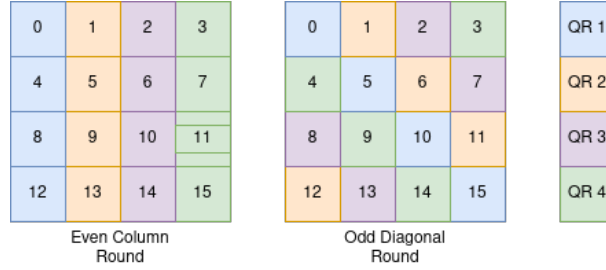 0 1 2 3 0 1 2 3 QR 1
4 5 6 7 4 5 6 7 QR 2
8 9 10 11 8 9 10 11 QR 3
12 13 14 15 12 13 14 15 QR 4
Even Column
Round
Odd Diagonal
Round